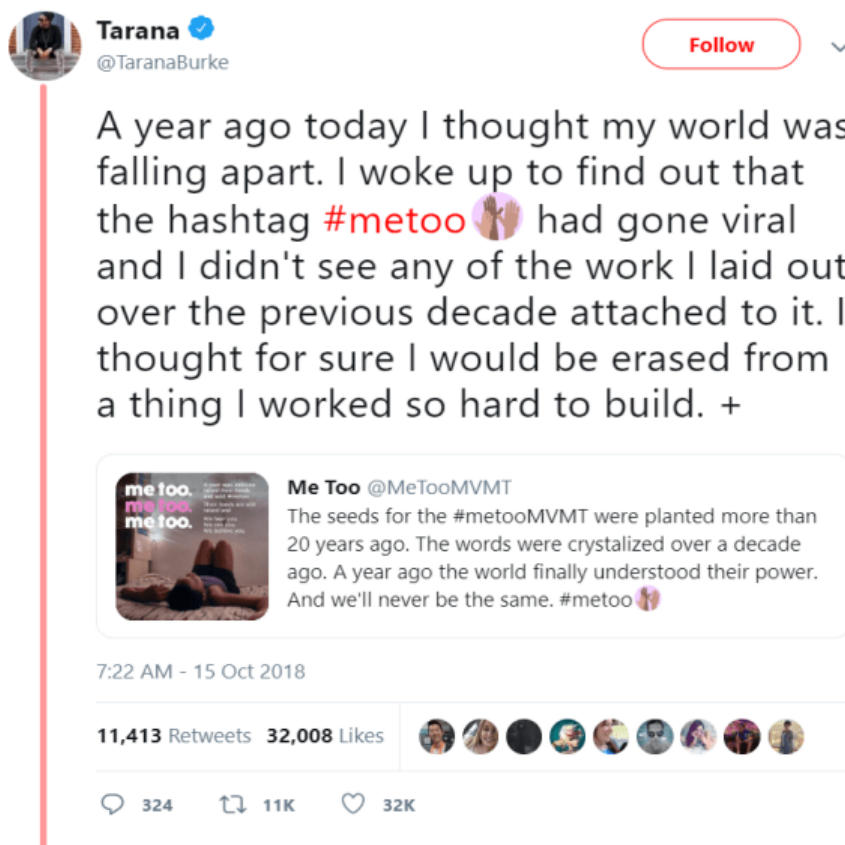 Tarana
@TaranaBurke
Follow
A year ago today I thought my world was
falling apart. I woke up to find out that
the hashtag #metoo had gone viral
and I didn't see any of the work I laid out
over the previous decade attached to it. I
thought for sure I would be erased from
a thing I worked so hard to build. +
me too.
me too.
me too.
Me Too @MeTooMVMT
The seeds for the #metooMVMT were planted more than
20 years ago. The words were crystalized over a decade
ago. A year ago the world finally understood their power.
And we'll never be the same. #metoo
7:22 AM - 15 Oct 2018
11,413 Retweets 32,008 Likes
324 11K 32K